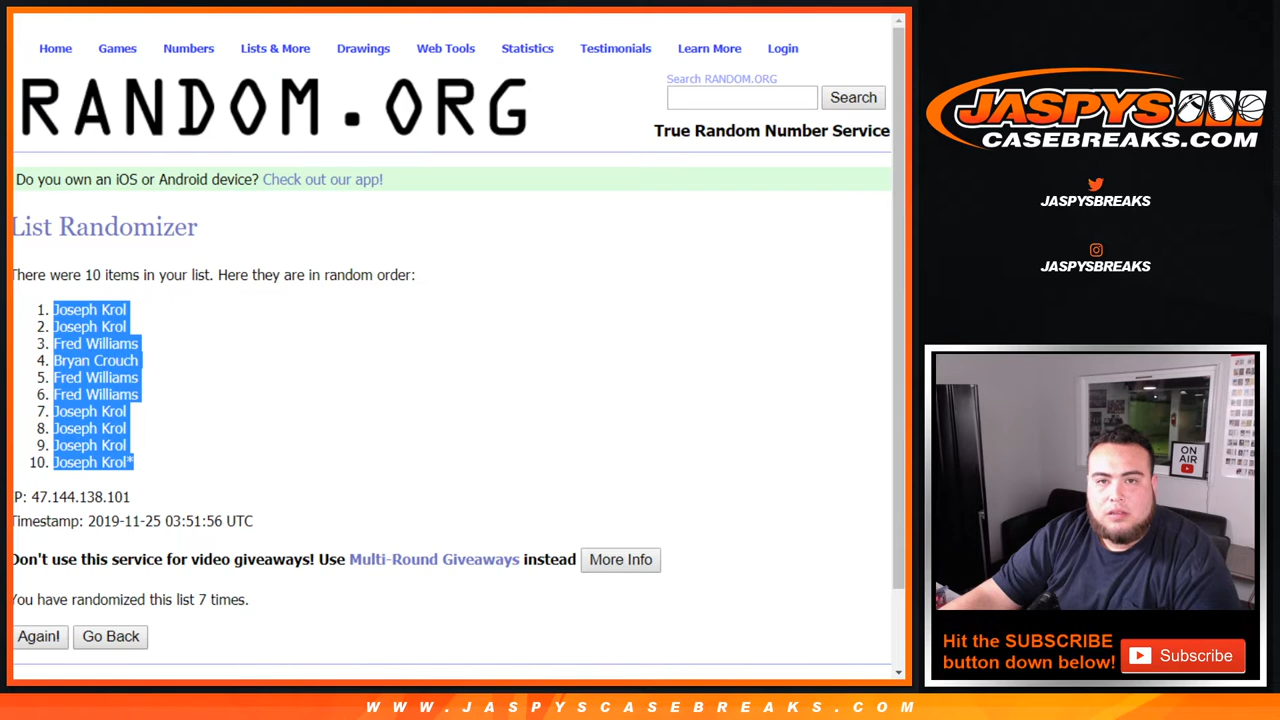 Home Games Numbers Lists & More Drawings Web Tools Statistics Testimonials Learn More Login
RANDOM.ORG
Search RANDOM.ORG
Search
True Random Number Service
Do you own an iOS or Android device? Check out our app!
List Randomizer
There were 10 items in your list. Here they are in random order:
1. Joseph Krol
2. Joseph Krol
3. Fred Williams
4. Bryan Crouch
5. Fred Williams
6. Fred Williams
7. Joseph Krol
8. Joseph Krol
9. Joseph Krol
10. Joseph Krol*
IP: 47.144.138.101
Timestamp: 2019-11-25 03:51:56 UTC
Don't use this service for video giveaways! Use Multi-Round Giveaways instead More Info
You have randomized this list 7 times.
Again! Go Back
JASPYS
CASEBREAKS.COM
JASPYSBREAKS
JASPYSBREAKS
ON
AIR
Hit the SUBSCRIBE
button down below!
Subscribe
WWW.JASPYSCASEBREAKS.COM